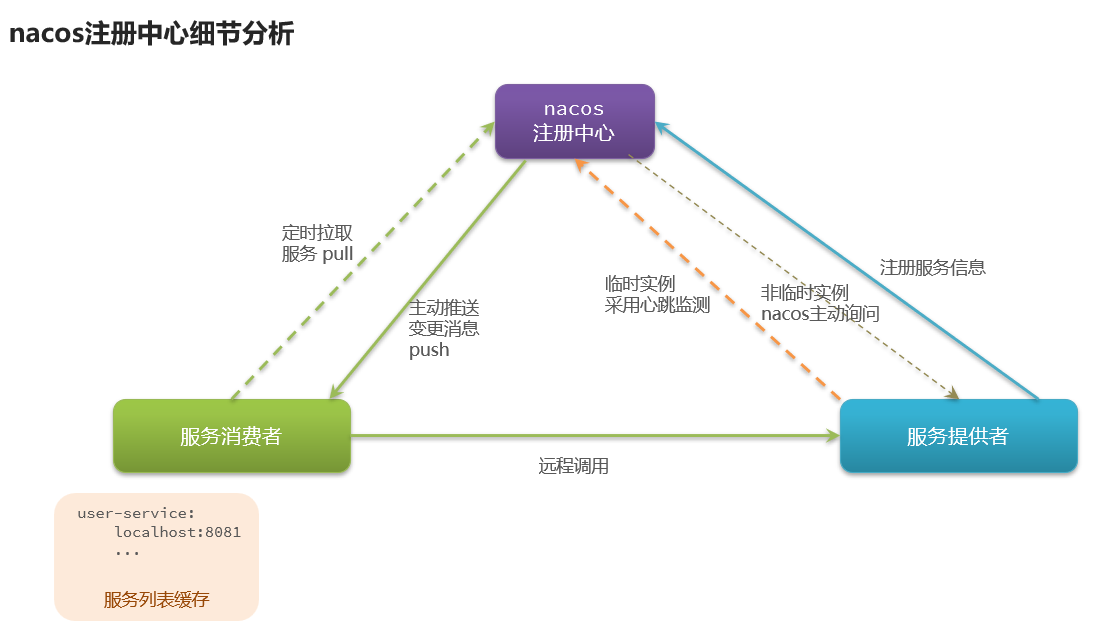 nacos注册中心细节分析
nacos
注册中心
定时拉取
服务 pull
主动推送
变更消息
push
临时实例
采用心跳监测
非临时实例
nacos主动询问
注册服务信息
服务消费者
服务提供者
远程调用
user-service:
localhost:8081
...
服务列表缓存